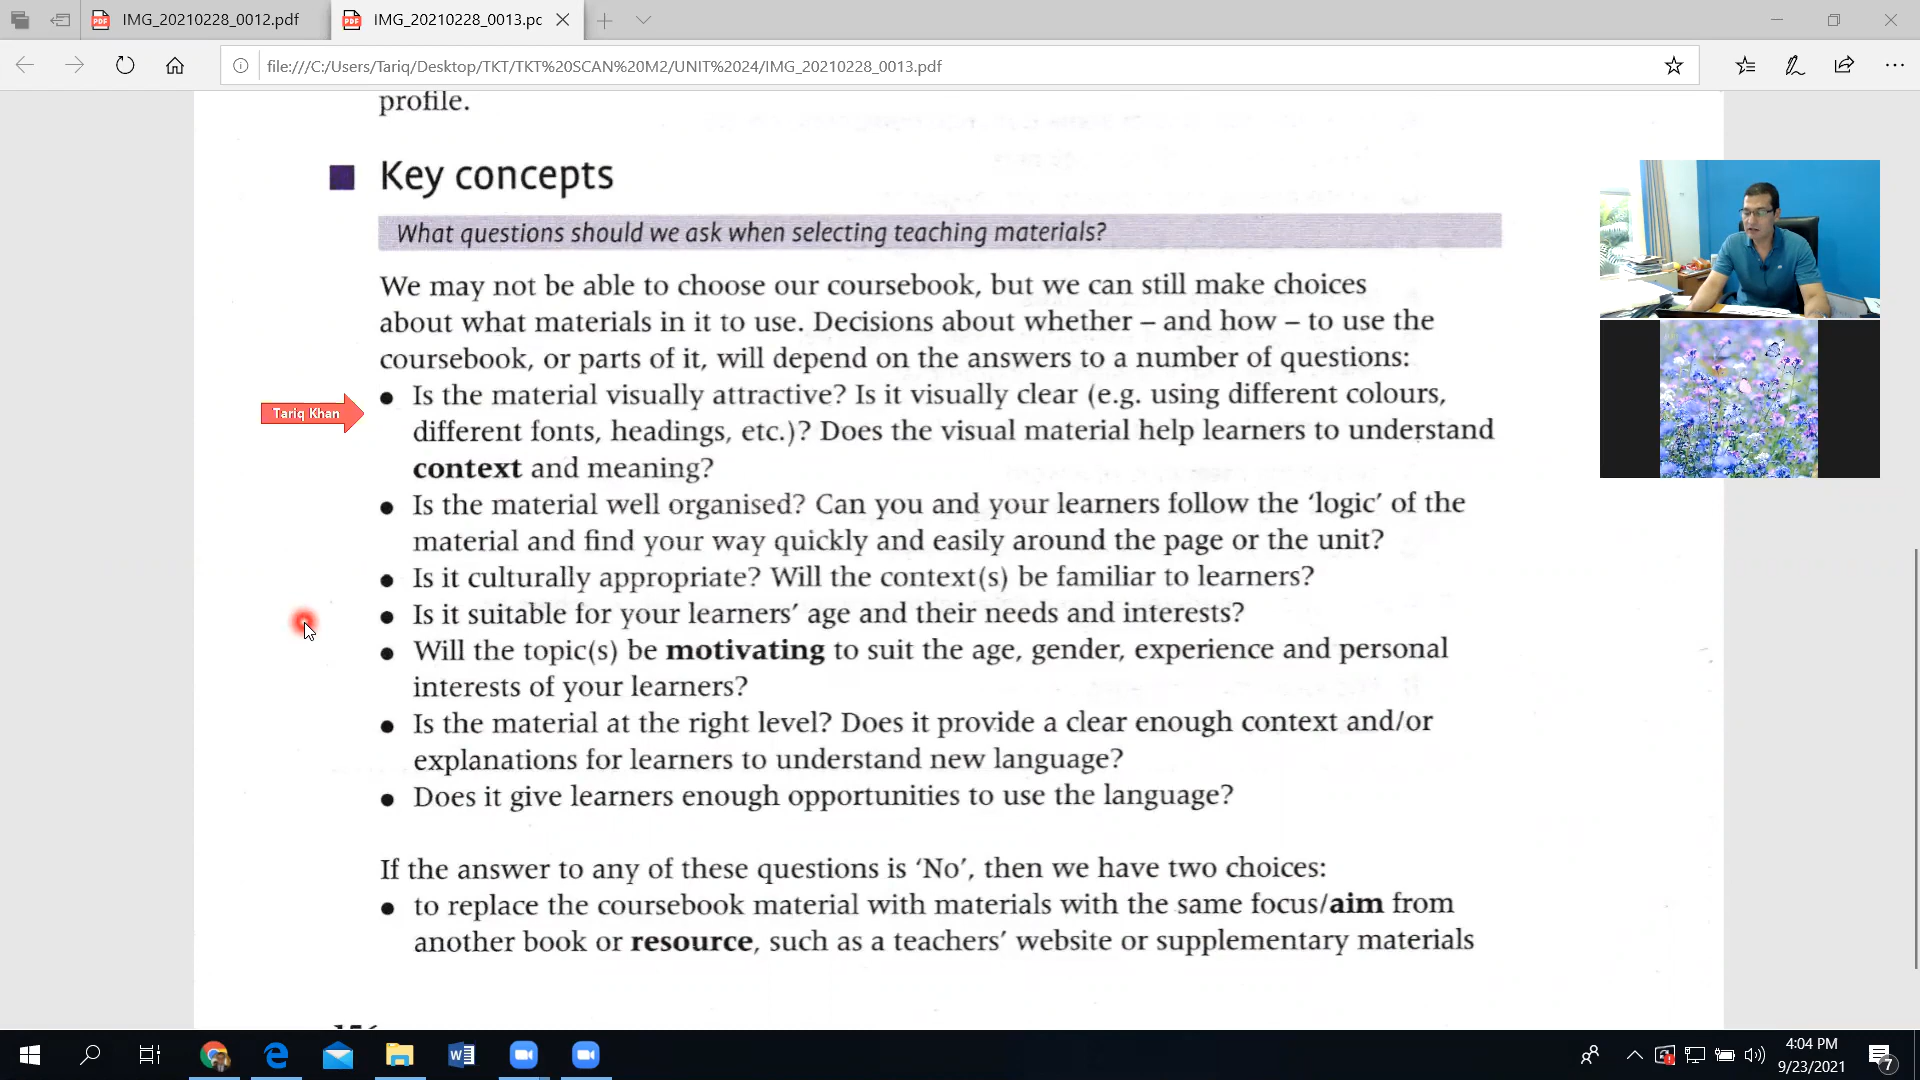 IMG_20210228_0012.pdf
IMG_20210228_0013.pc
file:///C:/Users/Tariq/Desktop/TKT/TKT%20SCAN%20M2/UNIT%2024/IMG_20210228_0013.pdf
profile.
Key concepts
What questions should we ask when selecting teaching materials?
We may not be able to choose our coursebook, but we can still make choices
about what materials in it to use. Decisions about whether – and how – to use the
coursebook, or parts of it, will depend on the answers to a number of questions:
Tariq Khan
• Is the material visually attractive? Is it visually clear (e.g. using different colours,
different fonts, headings, etc.)? Does the visual material help learners to understand
context and meaning?
• Is the material well organised? Can you and your learners follow the ‘logic’ of the
material and find your way quickly and easily around the page or the unit?
• Is it culturally appropriate? Will the context(s) be familiar to learners?
• Is it suitable for your learners’ age and their needs and interests?
• Will the topic(s) be motivating to suit the age, gender, experience and personal
interests of your learners?
• Is the material at the right level? Does it provide a clear enough context and/or
explanations for learners to understand new language?
• Does it give learners enough opportunities to use the language?
If the answer to any of these questions is ‘No’, then we have two choices:
• to replace the coursebook material with materials with the same focus/aim from
another book or resource, such as a teachers’ website or supplementary materials
4:04 PM
9/23/2021
7